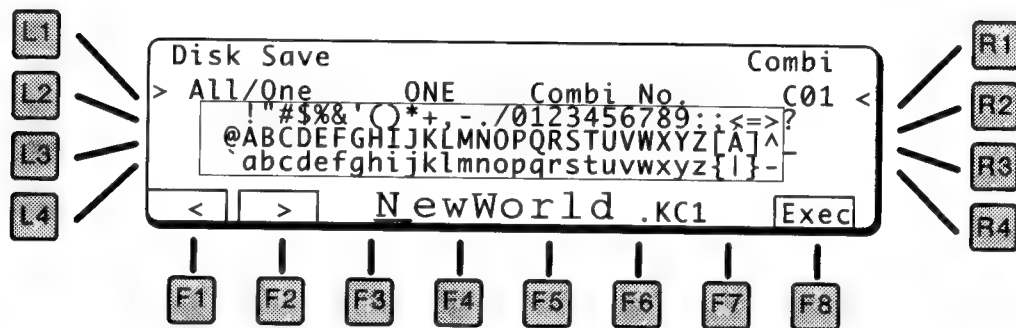 L1 R1
Disk Save Combi
L2 > All/One ONE Combi No. C01 < R2
!"#$%&'()*+,-./0123456789:;<=>?
L3 @ABCDEFGHIJKLMNOPQRSTUVWXYZ[A]^_ R3
`abcdefghijklmnopqrstuvwxyz{|}-
L4 < > NewWorld .KC1 Exec R4
F1 F2 F3 F4 F5 F6 F7 F8